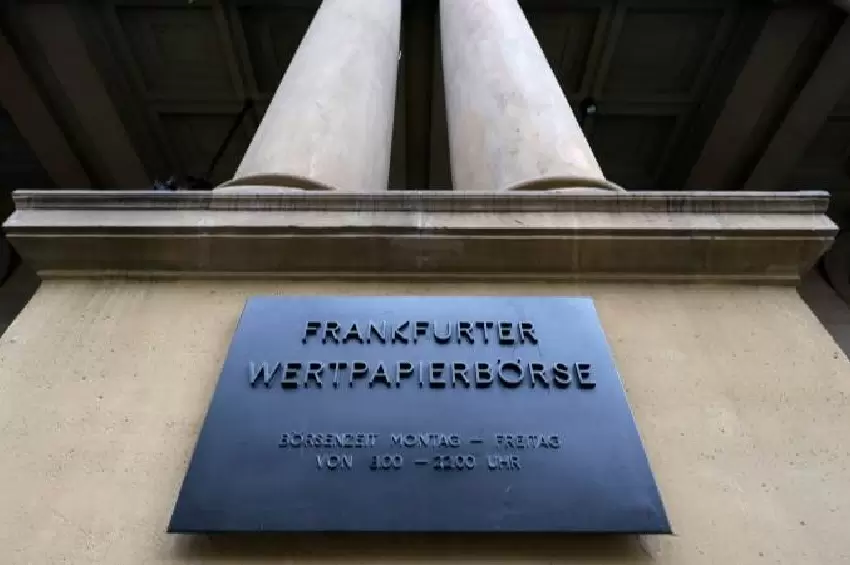 FRANKFURTER
WERTPAPIERBÖRSE
BÖRSENZEIT MONTAG – FREITAG
VON 8.00 – 22.00 UHR